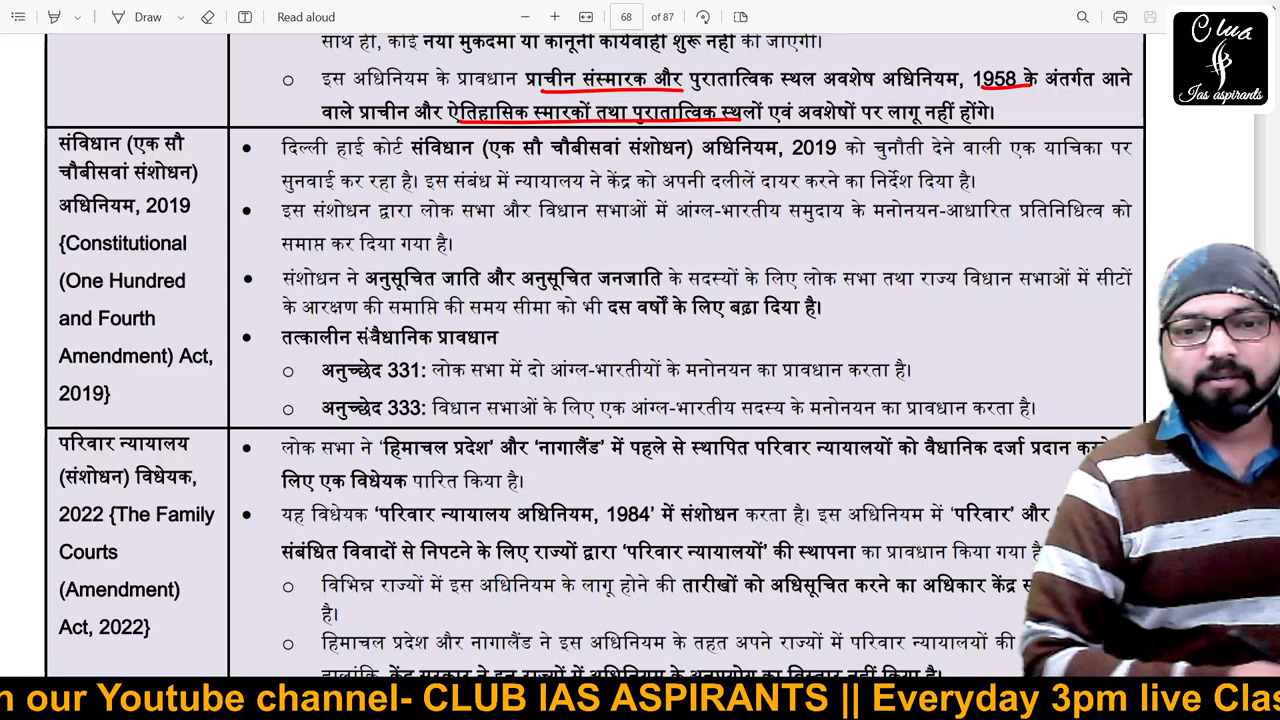 Draw
Read aloud
68 of 87
Club
Ias aspirants
साथ ही, कोई नया मुकदमा या कानूनी कार्यवाही शुरू नहीं की जाएगी।
इस अधिनियम के प्रावधान प्राचीन संस्मारक और पुरातात्विक स्थल अवशेष अधिनियम, 1958 के अंतर्गत आने
वाले प्राचीन और ऐतिहासिक स्मारकों तथा पुरातात्विक स्थलों एवं अवशेषों पर लागू नहीं होंगे।
संविधान (एक सौ
चौबीसवां संशोधन)
अधिनियम, 2019
{Constitutional
(One Hundred
and Fourth
Amendment) Act,
2019}
दिल्ली हाई कोर्ट संविधान (एक सौ चौबीसवां संशोधन) अधिनियम, 2019 को चुनौती देने वाली एक याचिका पर
सुनवाई कर रहा है। इस संबंध में न्यायालय ने केंद्र को अपनी दलीलें दायर करने का निर्देश दिया है।
इस संशोधन द्वारा लोक सभा और विधान सभाओं में आंग्ल-भारतीय समुदाय के मनोनयन-आधारित प्रतिनिधित्व को
समाप्त कर दिया गया है।
संशोधन ने अनुसूचित जाति और अनुसूचित जनजाति के सदस्यों के लिए लोक सभा तथा राज्य विधान सभाओं में सीटों
के आरक्षण की समाप्ति की समय सीमा को भी दस वर्षों के लिए बढ़ा दिया है।
तत्कालीन संवैधानिक प्रावधान
अनुच्छेद 331: लोक सभा में दो आंग्ल-भारतीयों के मनोनयन का प्रावधान करता है।
अनुच्छेद 333: विधान सभाओं के लिए एक आंग्ल-भारतीय सदस्य के मनोनयन का प्रावधान करता है।
परिवार न्यायालय
(संशोधन) विधेयक,
2022 {The Family
Courts
(Amendment)
Act, 2022}
लोक सभा ने 'हिमाचल प्रदेश' और 'नागालैंड' में पहले से स्थापित परिवार न्यायालयों को वैधानिक दर्जा प्रदान करने
लिए एक विधेयक पारित किया है।
यह विधेयक 'परिवार न्यायालय अधिनियम, 1984' में संशोधन करता है। इस अधिनियम में 'परिवार' और
संबंधित विवादों से निपटने के लिए राज्यों द्वारा 'परिवार न्यायालयों' की स्थापना का प्रावधान किया गया है
विभिन्न राज्यों में इस अधिनियम के लागू होने की तारीखों को अधिसूचित करने का अधिकार केंद्र
है।
हिमाचल प्रदेश और नागालैंड ने इस अधिनियम के तहत अपने राज्यों में परिवार न्यायालयों की
हालांकि, केंद्र सरकार ने इन राज्यों में अधिनियम के अनुप्रयोग का विस्तार नहीं किया है।
n our Youtube channel- CLUB IAS ASPIRANTS || Everyday 3pm live Clas